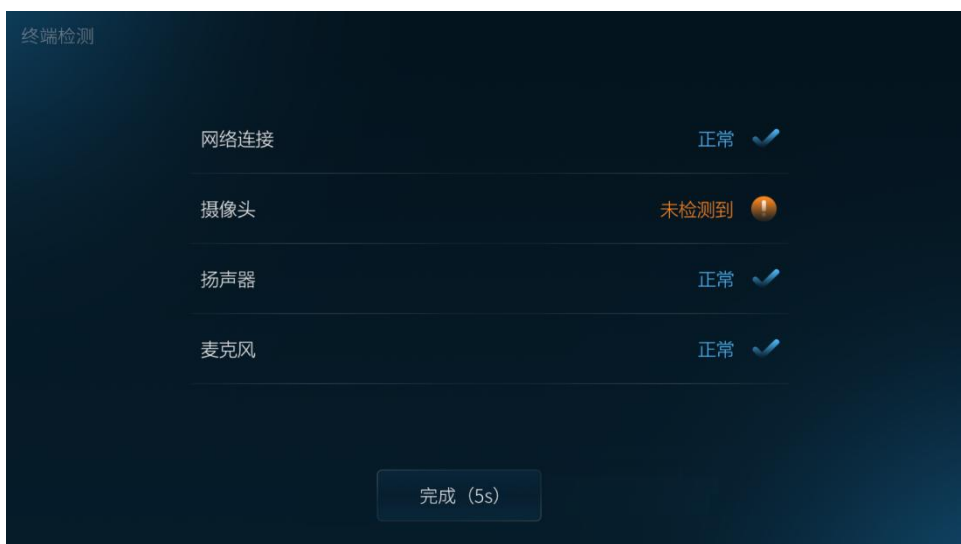 终端检测
网络连接 正常
摄像头 未检测到
扬声器 正常
麦克风 正常
完成（5s）